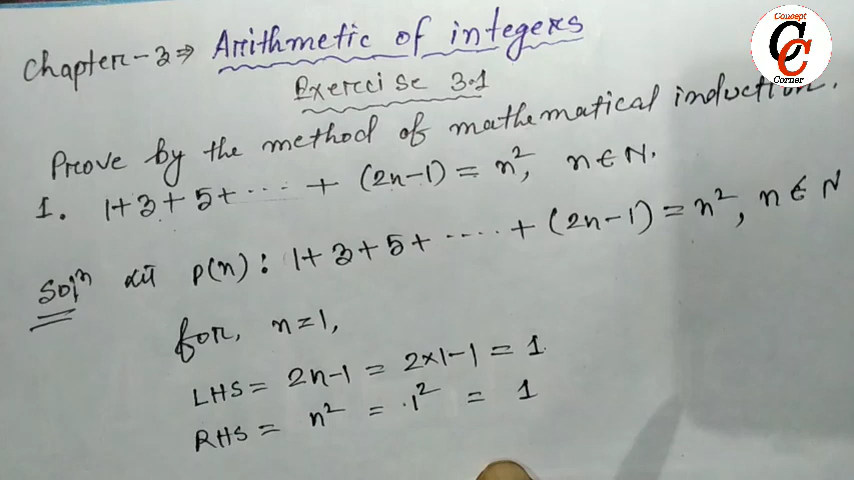 Concept
CC
Corner
Chapter-3⇒ Arithmetic of integers
Exercise 3.1
Prove by the method of mathematical induction.
1. 1+3+5+ ··· + (2n-1) = n², n∈N.
Solⁿ let p(n): 1+3+5+ ····· + (2n-1) = n², n∈N
for, n=1,
LHS = 2n-1 = 2×1-1 = 1
RHS = n² = 1² = 1